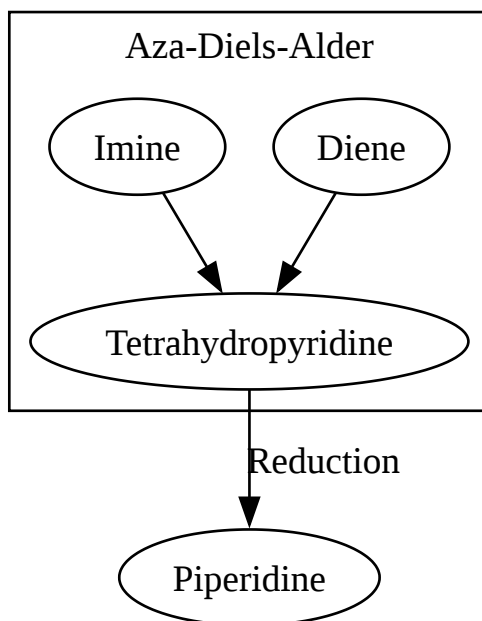 Aza-Diels-Alder
Imine
Diene
Tetrahydropyridine
Reduction
Piperidine